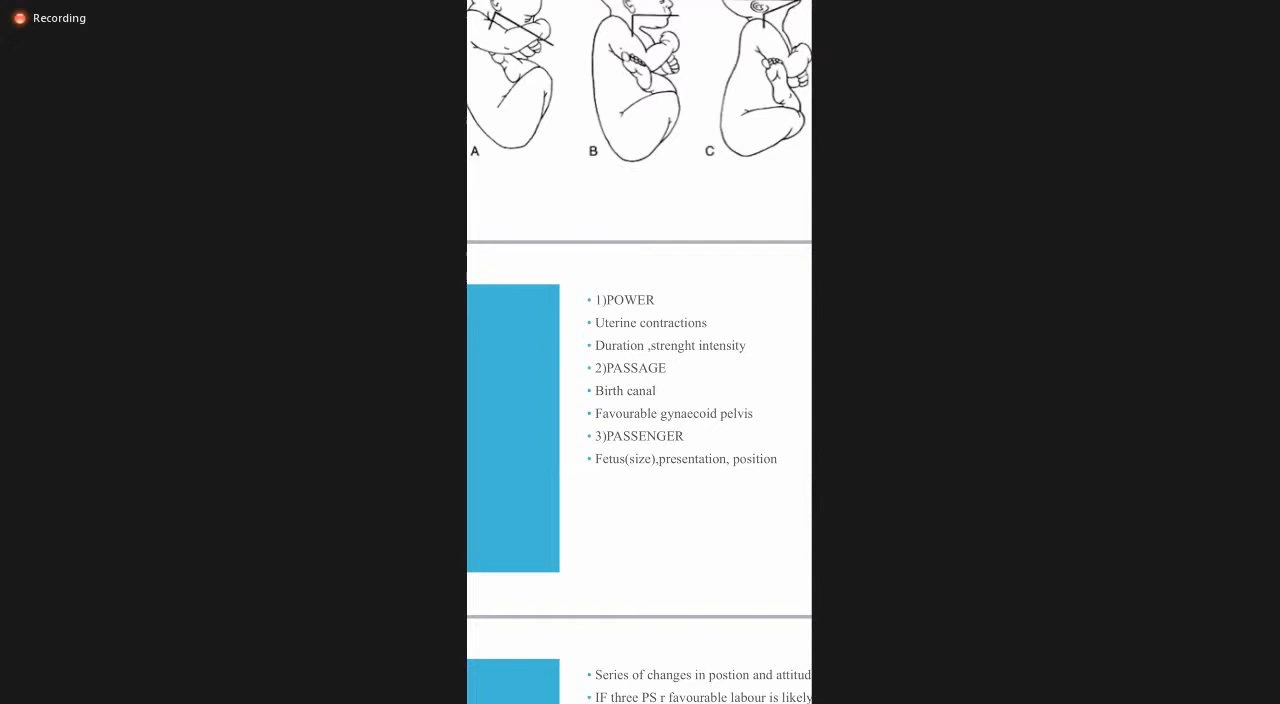 Recording
A B C
• 1)POWER
• Uterine contractions
• Duration ,strenght intensity
• 2)PASSAGE
• Birth canal
• Favourable gynaecoid pelvis
• 3)PASSENGER
• Fetus(size),presentation, position
• Series of changes in postion and attitud
• IF three PS r favourable labour is likely